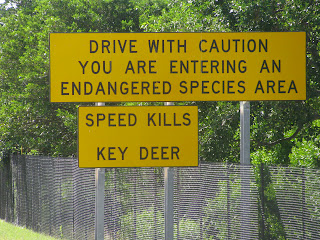 DRIVE WITH CAUTION
YOU ARE ENTERING AN
ENDANGERED SPECIES AREA
SPEED KILLS
KEY DEER